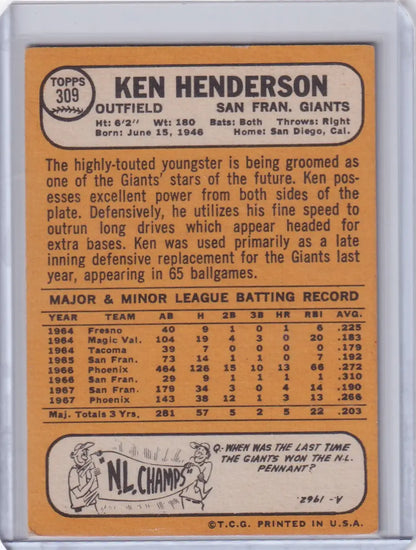 TOPPS
309
KEN HENDERSON
OUTFIELD SAN FRAN. GIANTS
Ht: 6'2" Wt: 180 Bats: Both Throws: Right
Born: June 15, 1946 Home: San Diego, Cal.
The highly-touted youngster is being groomed as
one of the Giants' stars of the future. Ken pos-
esses excellent power from both sides of the
plate. Defensively, he utilizes his fine speed to
outrun long drives which appear headed for
extra bases. Ken was used primarily as a late
inning defensive replacement for the Giants last
year, appearing in 65 ballgames.
MAJOR & MINOR LEAGUE BATTING RECORD
YEAR TEAM AB H 2B 3B HR RBI AVG.
1964 Fresno 40 9 1 0 1 6 .225
1964 Magic Val. 104 19 4 3 0 20 .183
1964 Tacoma 39 7 0 0 0 0 .179
1965 San Fran. 73 14 1 1 0 7 .192
1966 Phoenix 464 126 15 10 13 66 .272
1966 San Fran. 29 9 1 1 1 1 .310
1967 San Fran. 179 34 3 0 4 14 .190
1967 Phoenix 143 38 12 1 3 13 .266
Maj. Totals 3 Yrs. 281 57 5 2 5 22 .203
"N.L. CHAMPS"
Q- WHEN WAS THE LAST TIME
THE GIANTS WON THE N.L.
PENNANT?
A- 1962.
©T.C.G. PRINTED IN U.S.A.